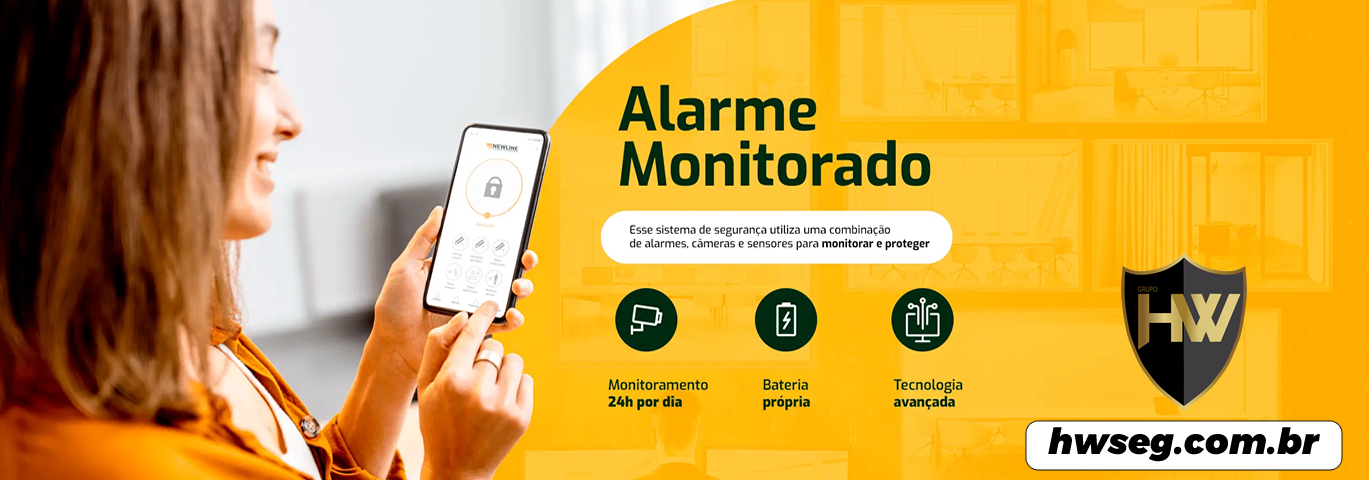 NEWLINE
Alarme
Monitorado
Esse sistema de segurança utiliza uma combinação
de alarmes, câmeras e sensores para monitorar e proteger
Monitoramento
24h por dia
Bateria
própria
Tecnologia
avançada
GRUPO
HW
hwseg.com.br